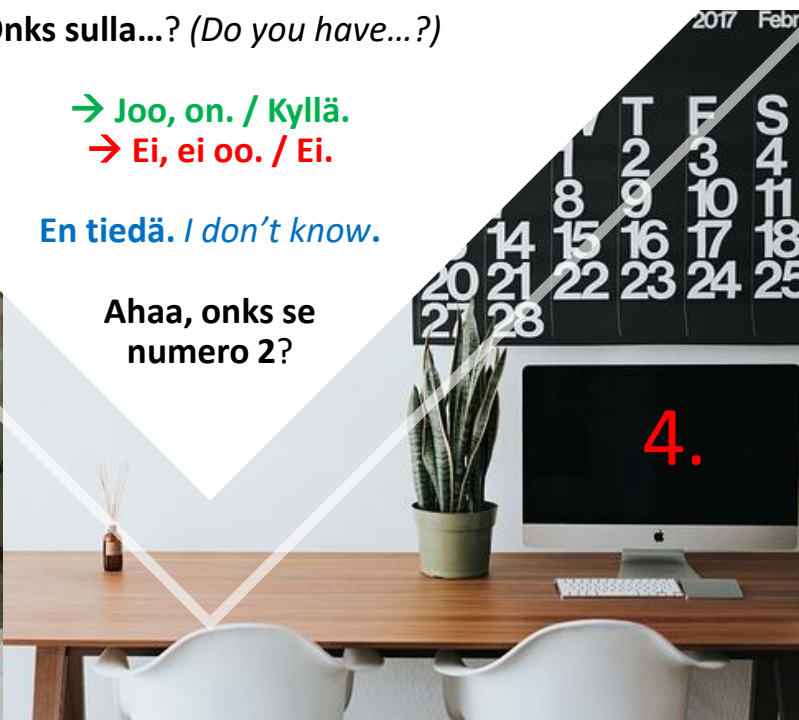 Onks sulla…? (Do you have…?)
→ Joo, on. / Kyllä.
→ Ei, ei oo. / Ei.
En tiedä. I don’t know.
Ahaa, onks se
numero 2?
2017 Febr
T F S
1 2 3 4
8 9 10 11
14 15 16 17 18
20 21 22 23 24 25
27 28
4.